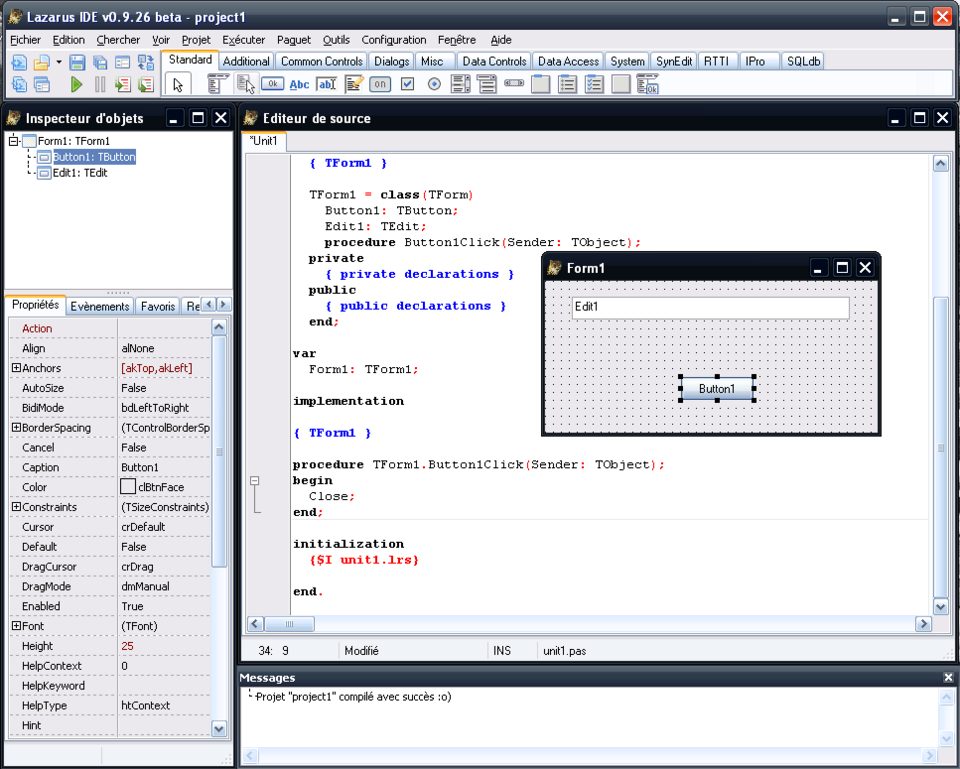 Lazarus IDE v0.9.26 beta - project1
Fichier Edition Chercher Voir Projet Exécuter Paquet Outils Configuration Fenêtre Aide
Standard Additional Common Controls Dialogs Misc Data Controls Data Access System SynEdit RTTI IPro SQLdb
Ok Abc ab on Ok
Inspecteur d'objets
Form1: TForm1
Button1: TButton
Edit1: TEdit
Propriétés Evènements Favoris Re
Action
Align alNone
Anchors [akTop,akLeft]
AutoSize False
BidiMode bdLeftToRight
BorderSpacing (TControlBorderSp
Cancel False
Caption Button1
Color clBtnFace
Constraints (TSizeConstraints)
Cursor crDefault
Default False
DragCursor crDrag
DragMode dmManual
Enabled True
Font (TFont)
Height 25
HelpContext 0
HelpKeyword
HelpType htContext
Hint
Editeur de source
*Unit1
{ TForm1 }
TForm1 = class(TForm)
Button1: TButton;
Edit1: TEdit;
procedure Button1Click(Sender: TObject);
private
{ private declarations }
public
{ public declarations }
end;
var
Form1: TForm1;
implementation
{ TForm1 }
procedure TForm1.Button1Click(Sender: TObject);
begin
Close;
end;
initialization
{$I unit1.lrs}
end.
34: 9 Modifié INS unit1.pas
Form1
Edit1
Button1
Messages
Projet "project1" compilé avec succès :o)